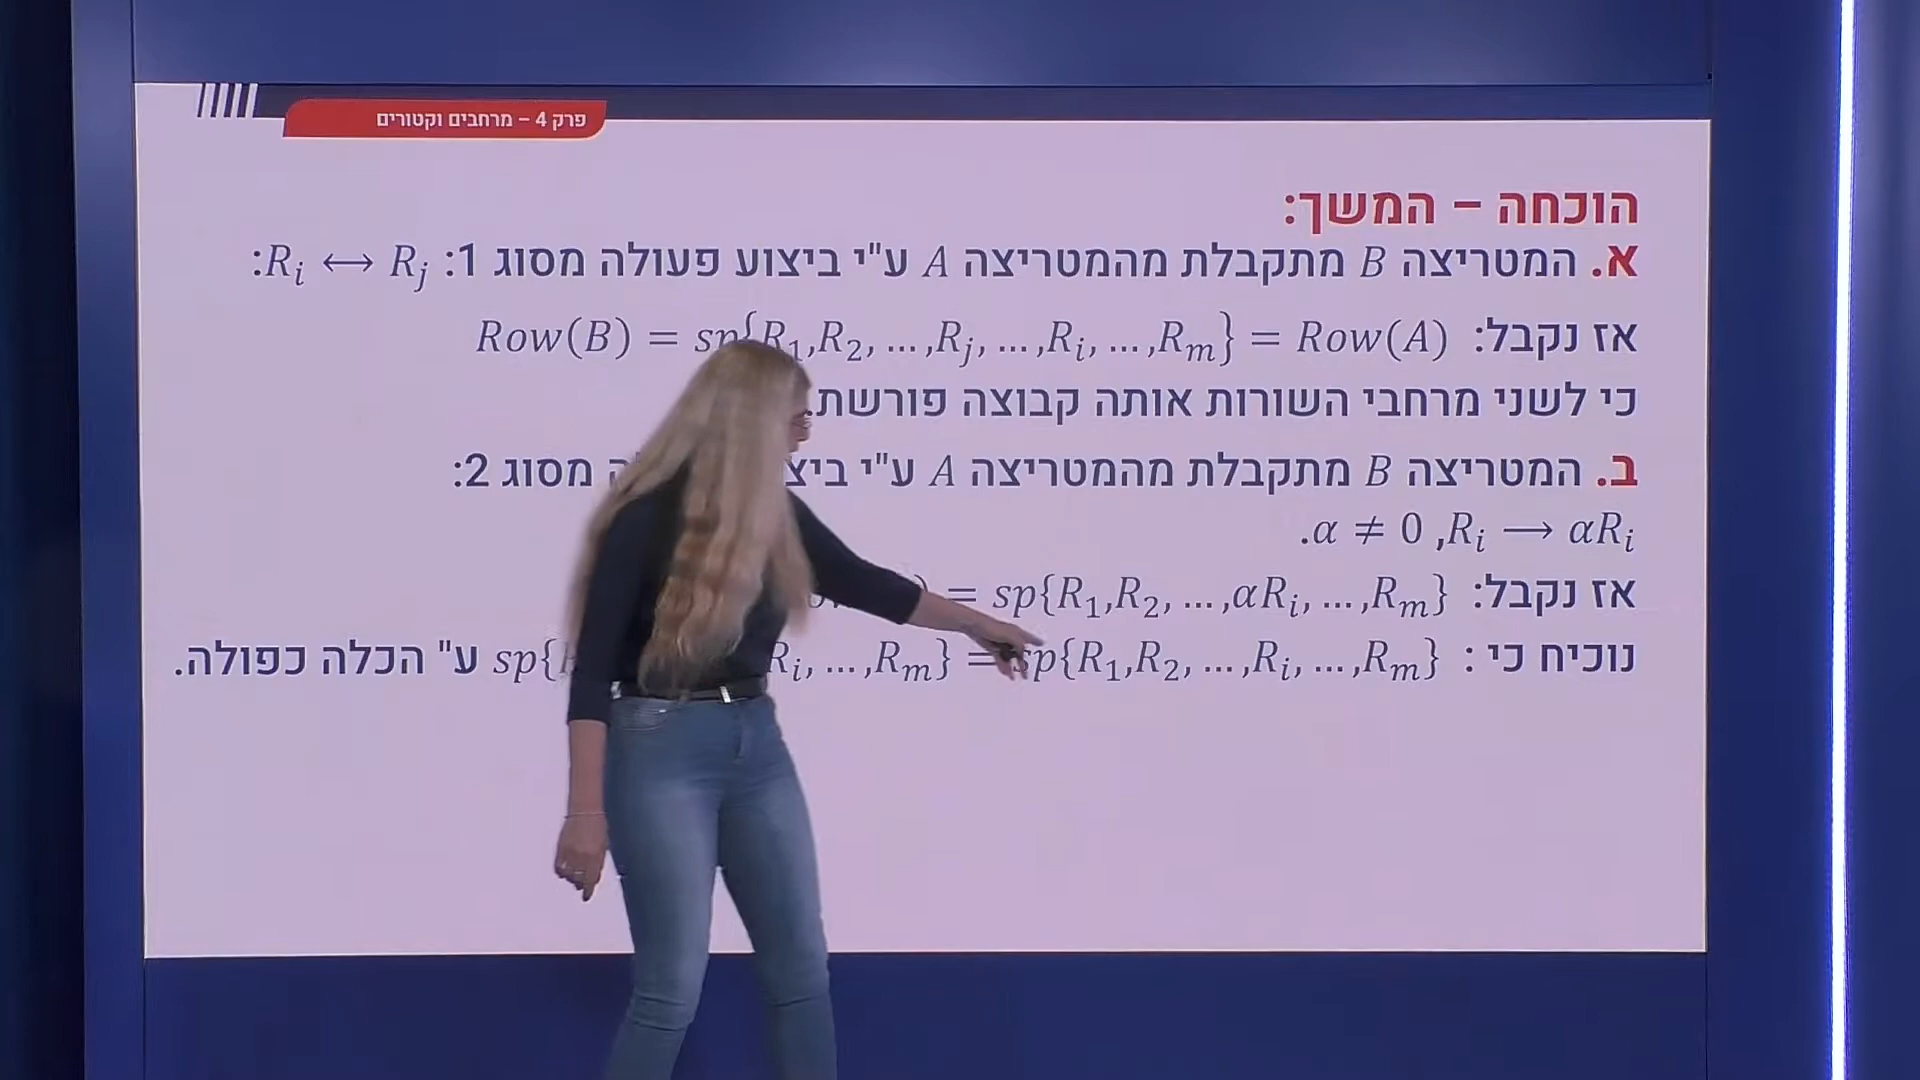 פרק 4 – מרחבים וקטורים
הוכחה – המשך:
א. המטריצה B מתקבלת מהמטריצה A ע"י ביצוע פעולה מסוג 1: R_i ⟷ R_j:
אז נקבל: Row(B) = sp{R_1,R_2, … ,R_j, … ,R_i, … ,R_m} = Row(A)
כי לשני מרחבי השורות אותה קבוצה פורשת.
ב. המטריצה B מתקבלת מהמטריצה A ע"י מסוג 2:
R_i ⟶ αR_i, α ≠ 0.
אז נקבל: = sp{R_1,R_2, … ,αR_i, … ,R_m}
נוכיח כי : sp{ R_i, … ,R_m} = sp{R_1,R_2, … ,R_i, … ,R_m} ע" הכלה כפולה.